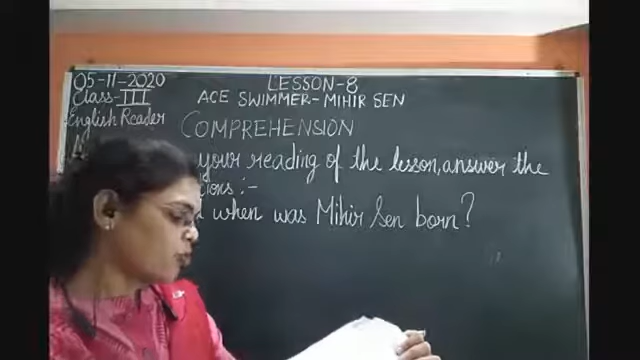 05-11-2020
LESSON-8
Class-III
ACE SWIMMER-MIHIR SEN
English Reader
COMPREHENSION
your reading of the lesson, answer the
tions :-
when was Mihir Sen born?